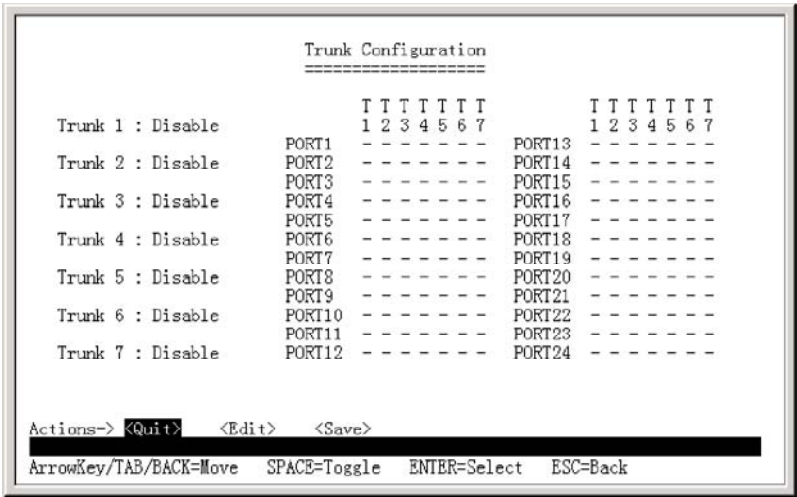 Trunk Configuration
===================
T T T T T T T T T T T T T T
Trunk 1 : Disable 1 2 3 4 5 6 7 1 2 3 4 5 6 7
PORT1 - - - - - - - PORT13 - - - - - - -
Trunk 2 : Disable PORT2 - - - - - - - PORT14 - - - - - - -
PORT3 - - - - - - - PORT15 - - - - - - -
Trunk 3 : Disable PORT4 - - - - - - - PORT16 - - - - - - -
PORT5 - - - - - - - PORT17 - - - - - - -
Trunk 4 : Disable PORT6 - - - - - - - PORT18 - - - - - - -
PORT7 - - - - - - - PORT19 - - - - - - -
Trunk 5 : Disable PORT8 - - - - - - - PORT20 - - - - - - -
PORT9 - - - - - - - PORT21 - - - - - - -
Trunk 6 : Disable PORT10 - - - - - - - PORT22 - - - - - - -
PORT11 - - - - - - - PORT23 - - - - - - -
Trunk 7 : Disable PORT12 - - - - - - - PORT24 - - - - - - -
Actions-> <Quit> <Edit> <Save>
ArrowKey/TAB/BACK=Move SPACE=Toggle ENTER=Select ESC=Back